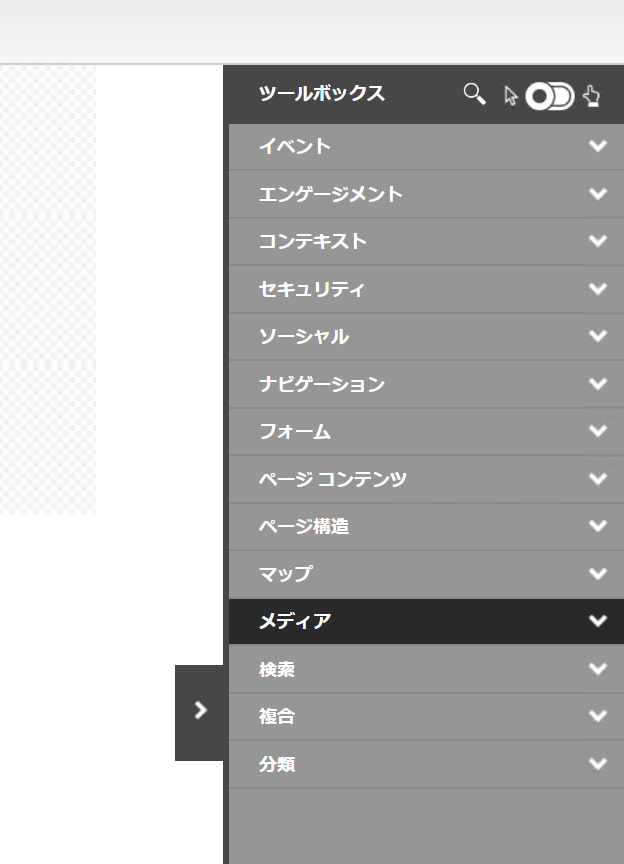 ツールボックス
イベント
エンゲージメント
コンテキスト
セキュリティ
ソーシャル
ナビゲーション
フォーム
ページ コンテンツ
ページ構造
マップ
メディア
検索
複合
分類